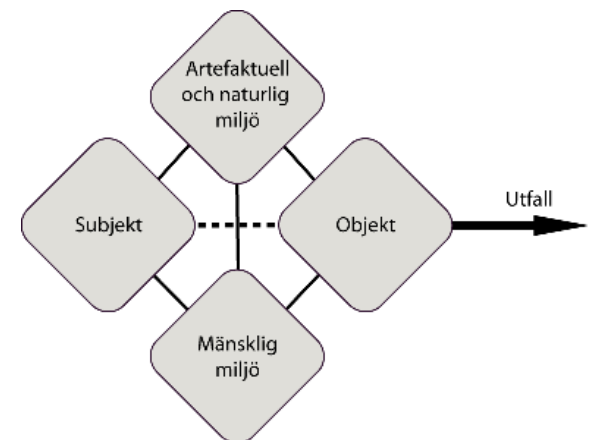 Artefaktuell
och naturlig
miljö
Subjekt
Objekt
Utfall
Mänsklig
miljö